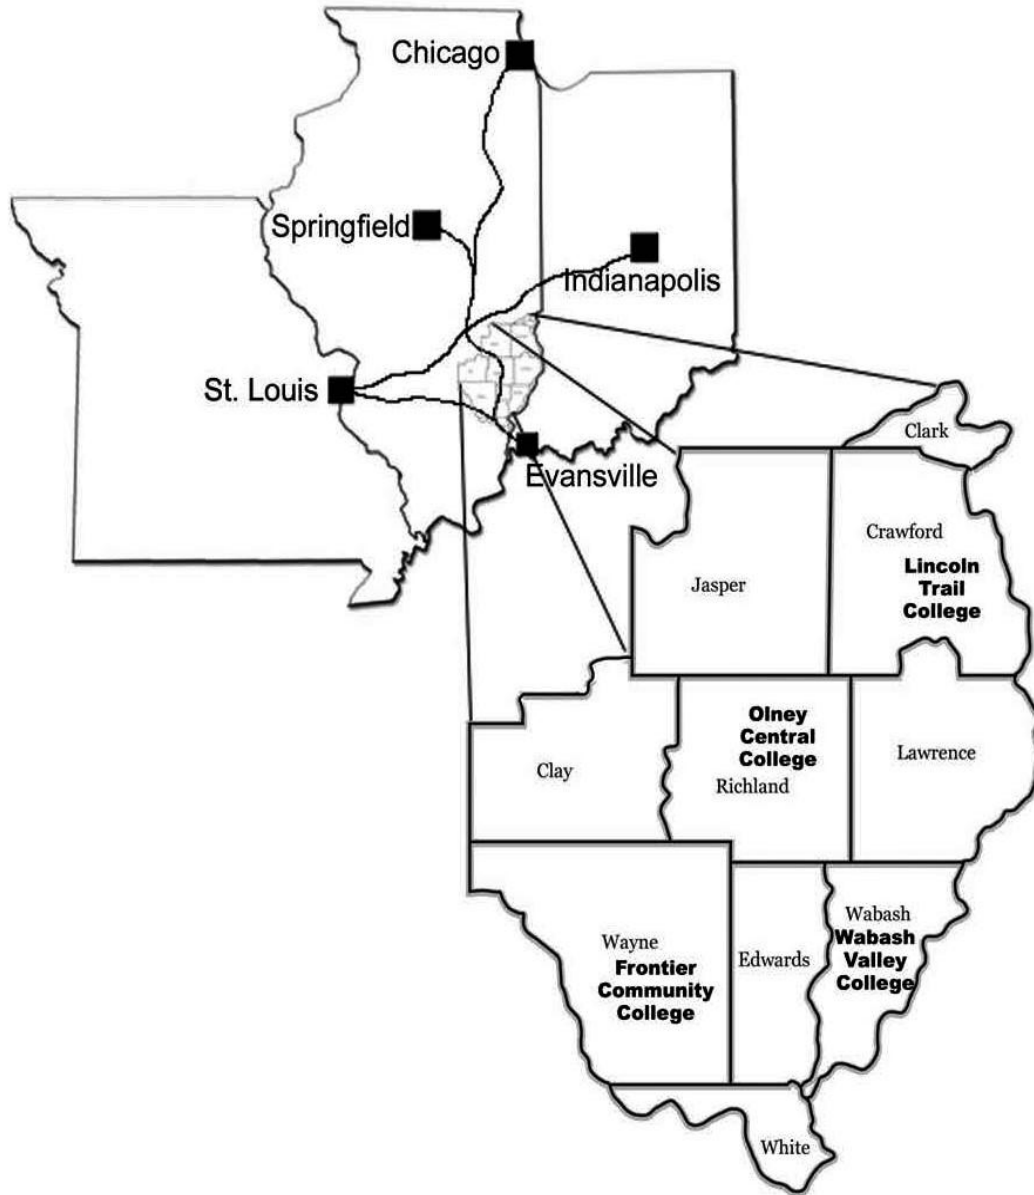 Chicago
Springfield
Indianapolis
St. Louis
Evansville
Clark
Crawford
Lincoln
Trail
College
Jasper
Olney
Central
College
Richland
Lawrence
Clay
Wabash
Wabash
Valley
College
Wayne
Frontier
Community
College
Edwards
White